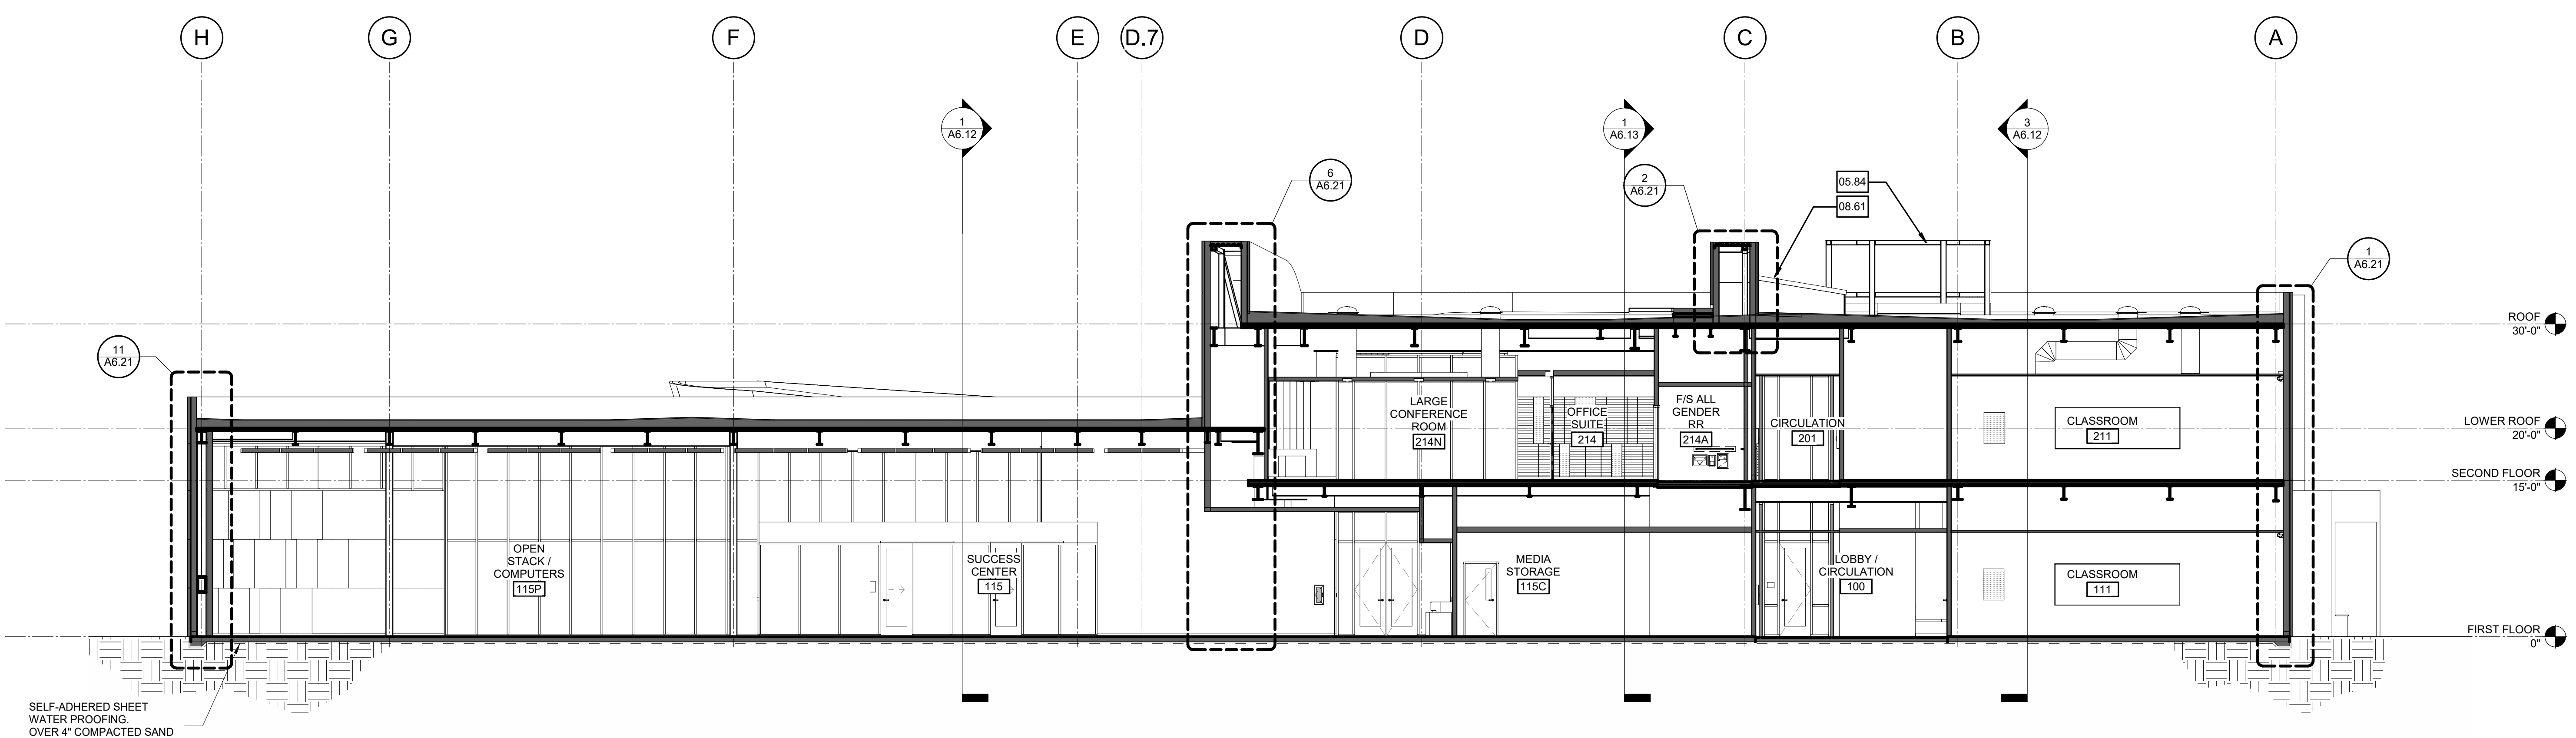 H
G
F
E
D.7
D
C
B
A
1
A6.12
1
A6.13
3
A6.12
6
A6.21
2
A6.21
05.84
08.61
1
A6.21
11
A6.21
ROOF
30'-0"
LOWER ROOF
20'-0"
SECOND FLOOR
15'-0"
FIRST FLOOR
0"
LARGE
CONFERENCE
ROOM
214N
OFFICE
SUITE
214
F/S ALL
GENDER
RR
214A
CIRCULATION
201
CLASSROOM
211
OPEN
STACK /
COMPUTERS
115P
SUCCESS
CENTER
115
MEDIA
STORAGE
115C
LOBBY /
CIRCULATION
100
CLASSROOM
111
SELF-ADHERED SHEET
WATER PROOFING.
OVER 4" COMPACTED SAND